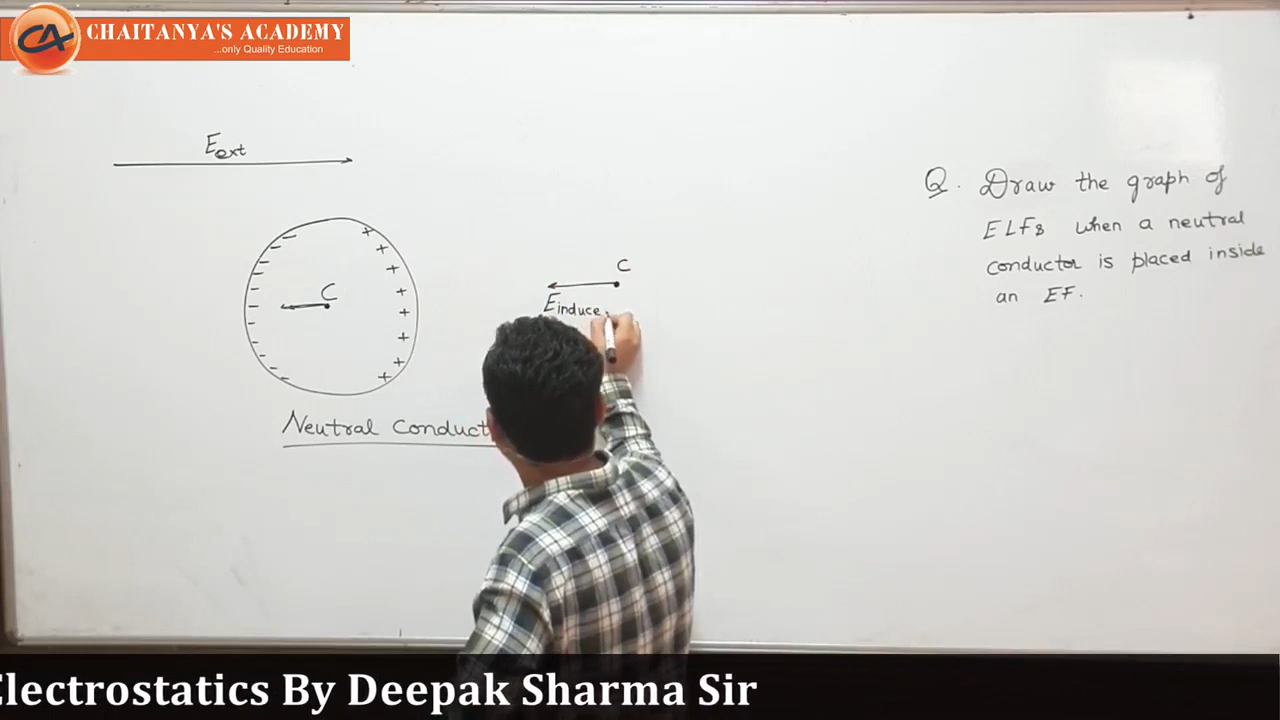 CHAITANYA'S ACADEMY
...only Quality Education
CA
Eext
C
Neutral Conduct
C
Einduce
Q. Draw the graph of
ELFs when a neutral
conductor is placed inside
an EF.
Electrostatics By Deepak Sharma Sir